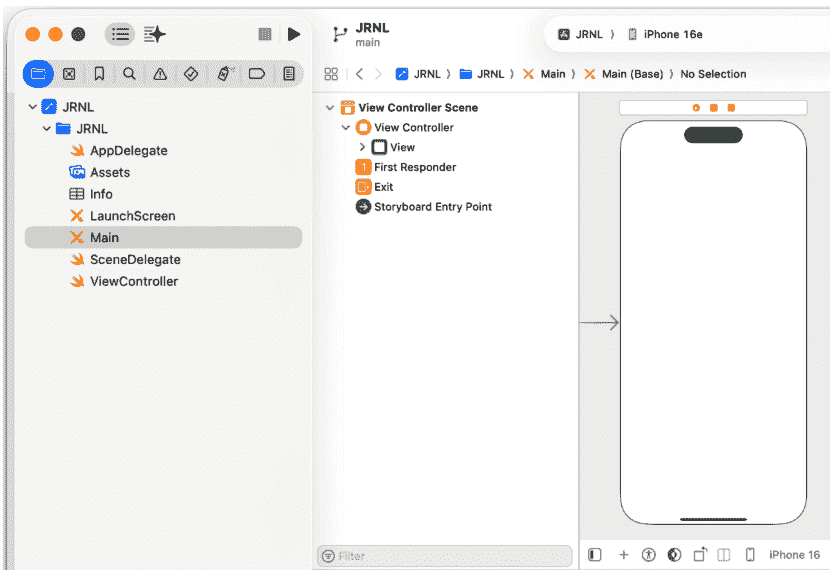 JRNL
main
JRNL 〉 iPhone 16e
JRNL 〉 JRNL 〉 Main 〉 Main (Base) 〉 No Selection
JRNL
JRNL
AppDelegate
Assets
Info
LaunchScreen
Main
SceneDelegate
ViewController
View Controller Scene
View Controller
View
1 First Responder
Exit
Storyboard Entry Point
Filter
iPhone 16